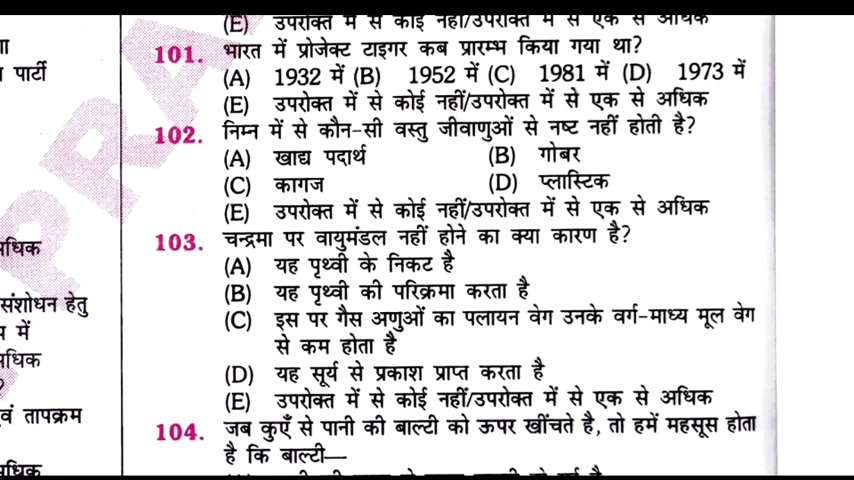 (E) उपरोक्त में से कोई नहीं/उपरोक्त में से एक से अधिक
101. भारत में प्रोजेक्ट टाइगर कब प्रारम्भ किया गया था?
(A) 1932 में (B) 1952 में (C) 1981 में (D) 1973 में
(E) उपरोक्त में से कोई नहीं/उपरोक्त में से एक से अधिक
102. निम्न में से कौन-सी वस्तु जीवाणुओं से नष्ट नहीं होती है?
(A) खाद्य पदार्थ (B) गोबर
(C) कागज (D) प्लास्टिक
(E) उपरोक्त में से कोई नहीं/उपरोक्त में से एक से अधिक
103. चन्द्रमा पर वायुमंडल नहीं होने का क्या कारण है?
(A) यह पृथ्वी के निकट है
(B) यह पृथ्वी की परिक्रमा करता है
(C) इस पर गैस अणुओं का पलायन वेग उनके वर्ग-माध्य मूल वेग
से कम होता है
(D) यह सूर्य से प्रकाश प्राप्त करता है
(E) उपरोक्त में से कोई नहीं/उपरोक्त में से एक से अधिक
104. जब कुएँ से पानी की बाल्टी को ऊपर खींचते है, तो हमें महसूस होता
है कि बाल्टी—
पार्टी
संशोधन हेतु
में
एवं तापक्रम